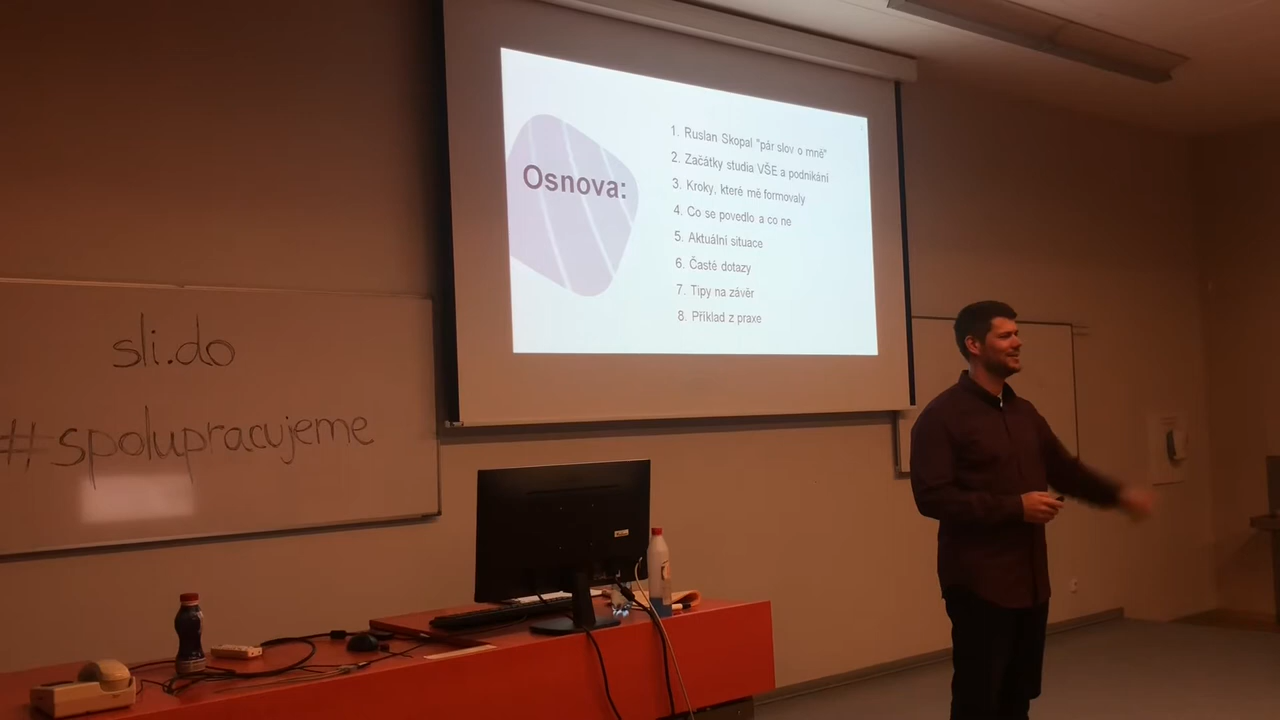 Osnova:
1. Ruslan Skopal "pár slov o mně"
2. Začátky studia VŠE a podnikání
3. Kroky, které mě formovaly
4. Co se povedlo a co ne
5. Aktuální situace
6. Časté dotazy
7. Tipy na závěr
8. Příklad z praxe
sli.do
#spolupracujeme